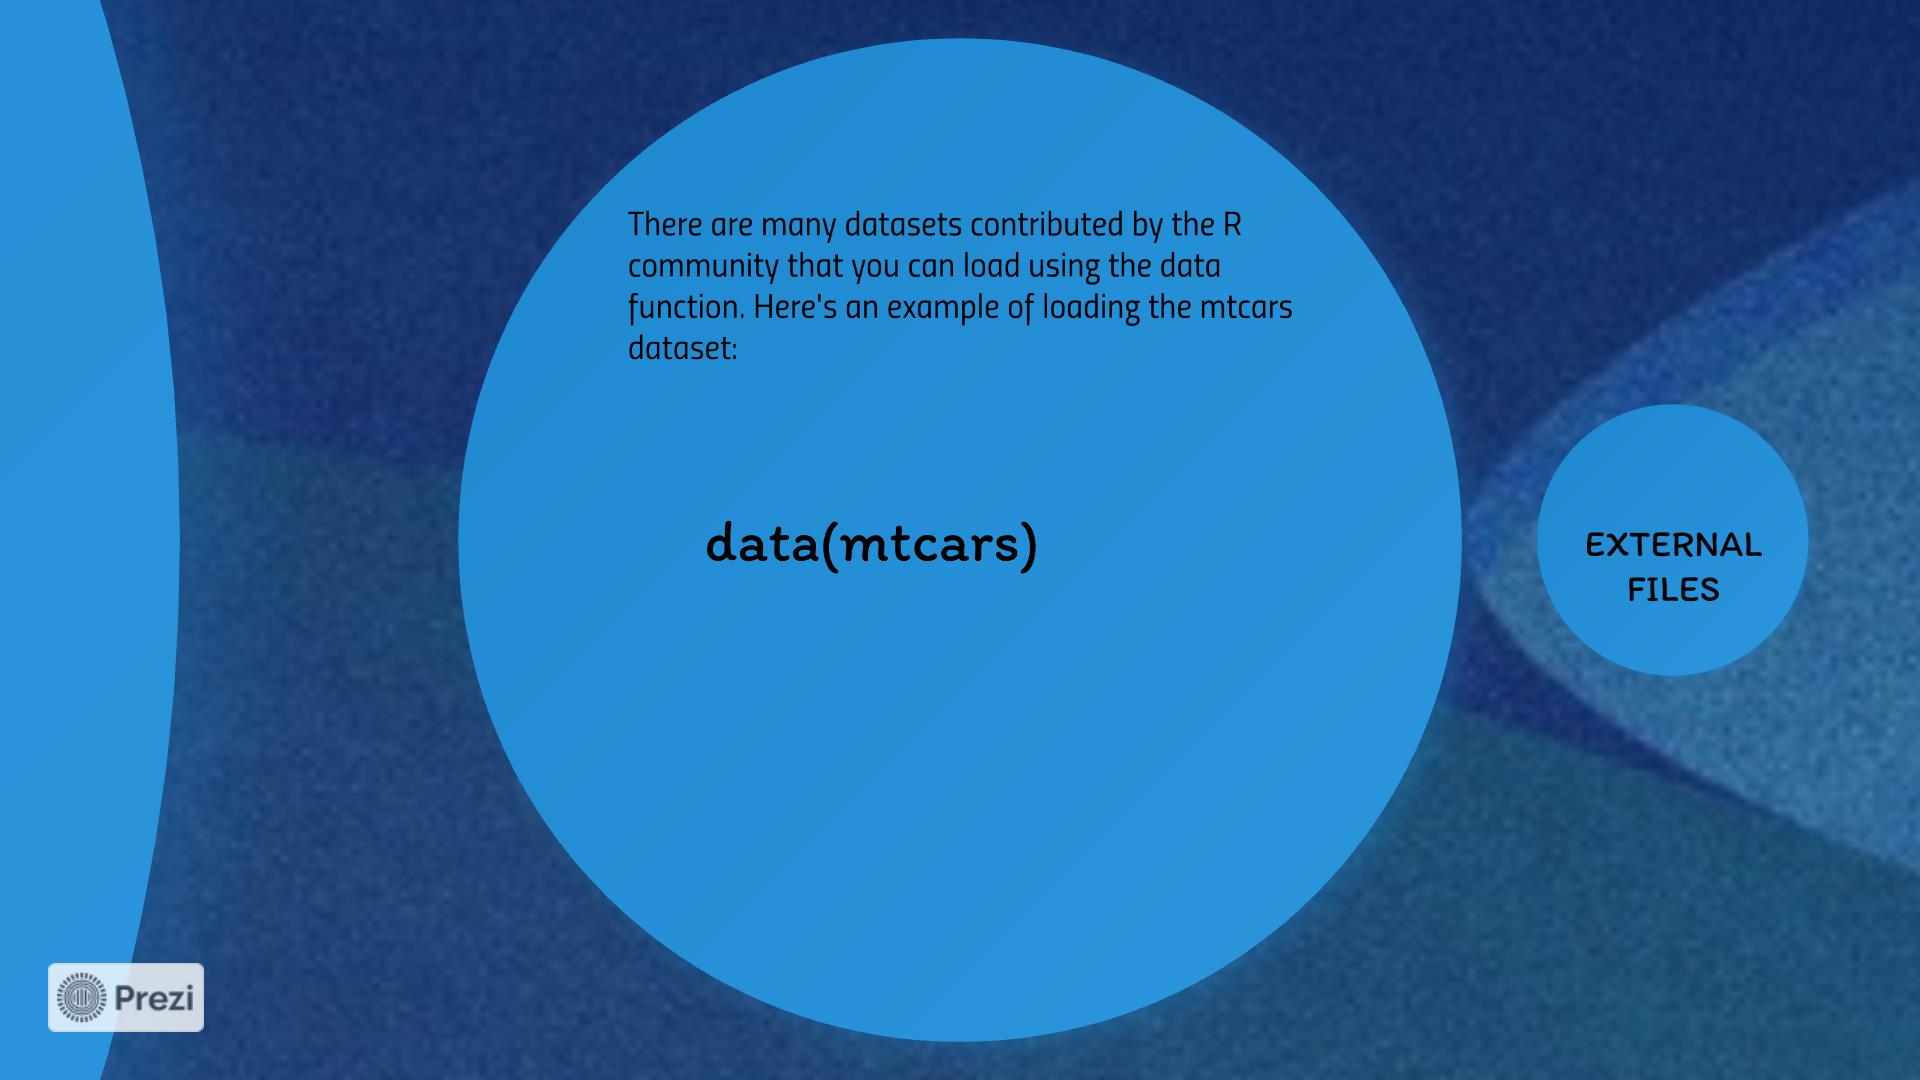 There are many datasets contributed by the R
community that you can load using the data
function. Here's an example of loading the mtcars
dataset:
data(mtcars)
EXTERNAL
FILES
Prezi